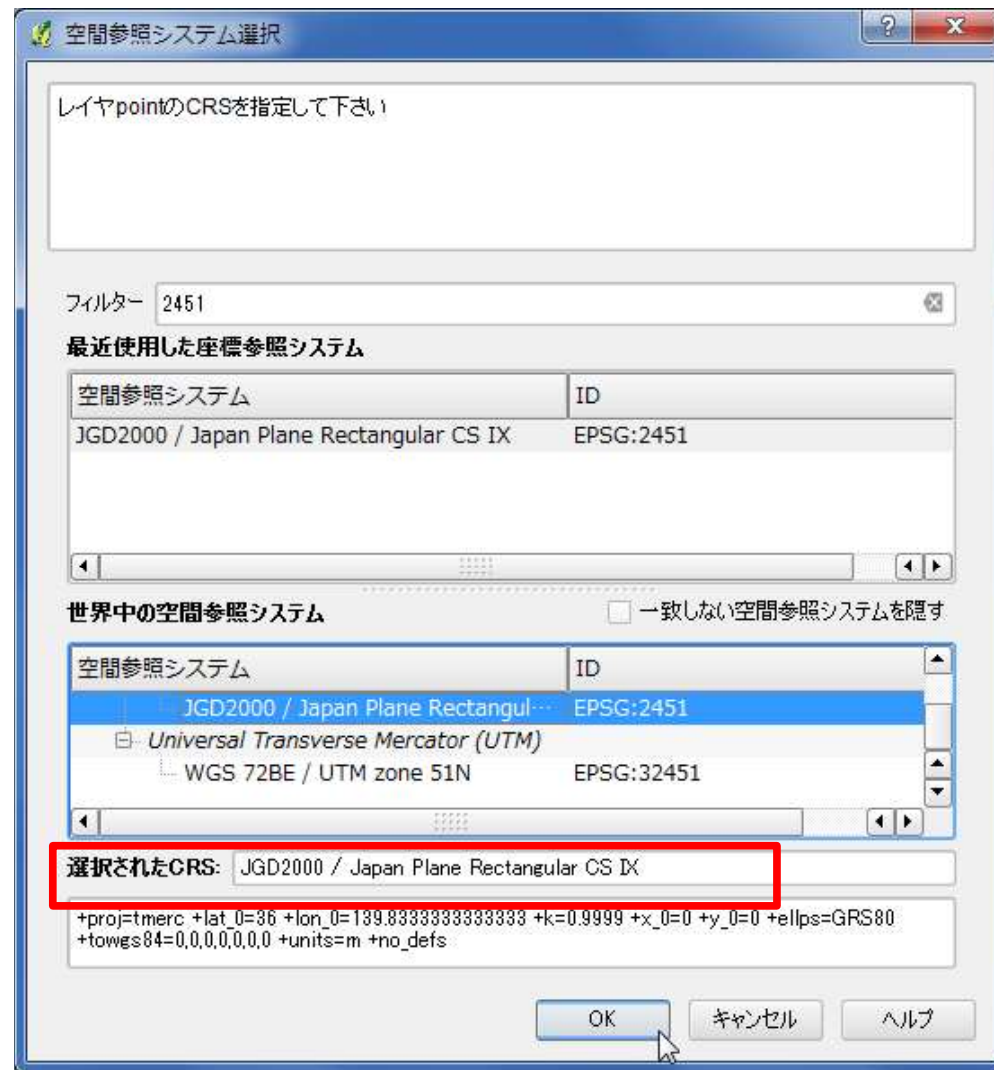 空間参照システム選択
レイヤpointのCRSを指定して下さい
フィルター 2451
最近使用した座標参照システム
空間参照システム ID
JGD2000 / Japan Plane Rectangular CS IX EPSG:2451
世界中の空間参照システム 一致しない空間参照システムを隠す
空間参照システム ID
JGD2000 / Japan Plane Rectangul… EPSG:2451
Universal Transverse Mercator (UTM)
WGS 72BE / UTM zone 51N EPSG:32451
選択されたCRS: JGD2000 / Japan Plane Rectangular CS IX
+proj=tmerc +lat_0=36 +lon_0=139.8333333333333 +k=0.9999 +x_0=0 +y_0=0 +ellps=GRS80
+towgs84=0,0,0,0,0,0,0 +units=m +no_defs
OK キャンセル ヘルプ